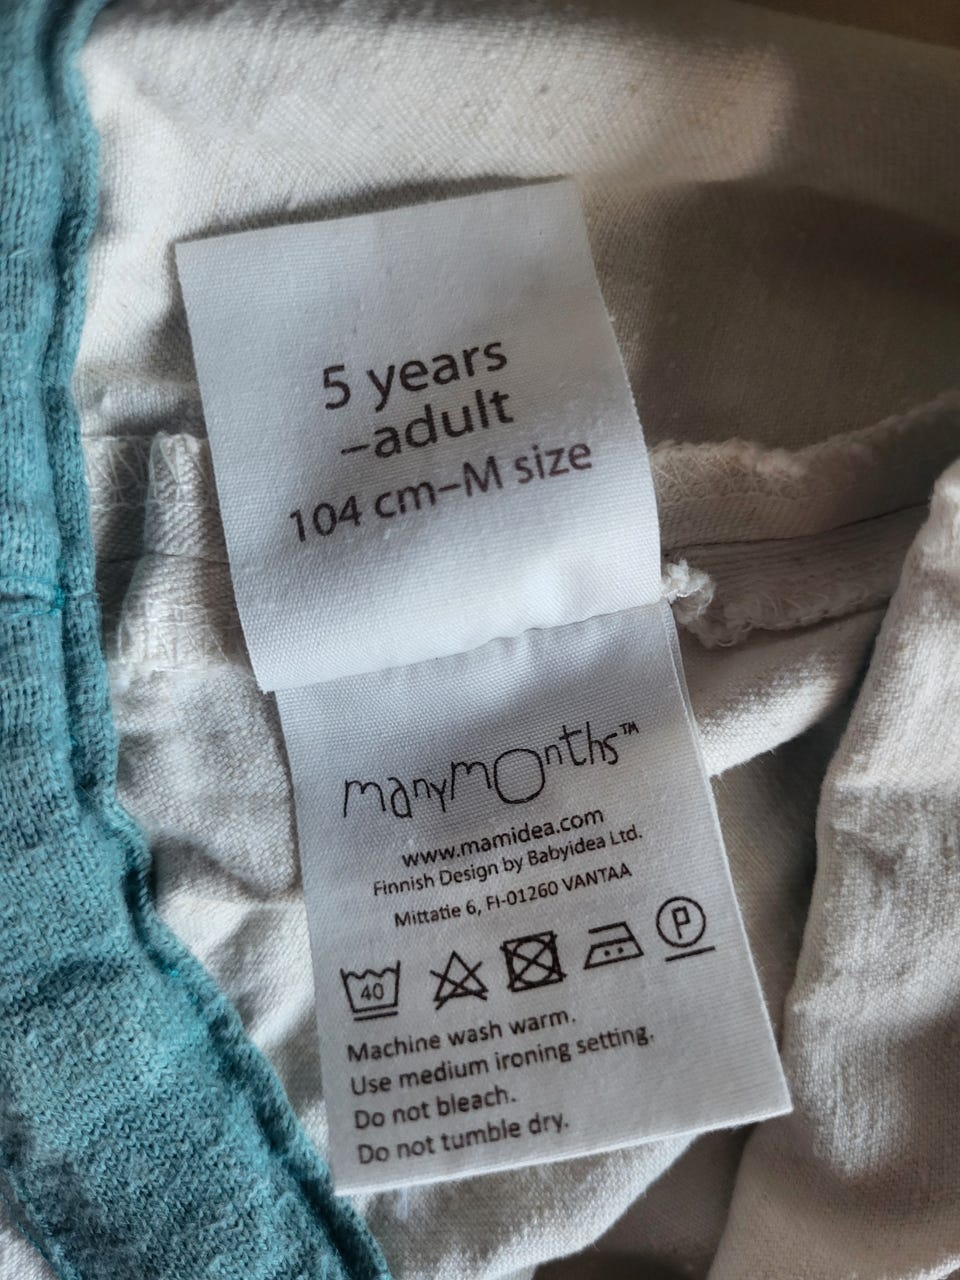 5 years
–adult
104 cm–M size
manymonths™
www.mamidea.com
Finnish Design by Babyidea Ltd.
Mittatie 6, FI-01260 VANTAA
40 P
Machine wash warm.
Use medium ironing setting.
Do not bleach.
Do not tumble dry.